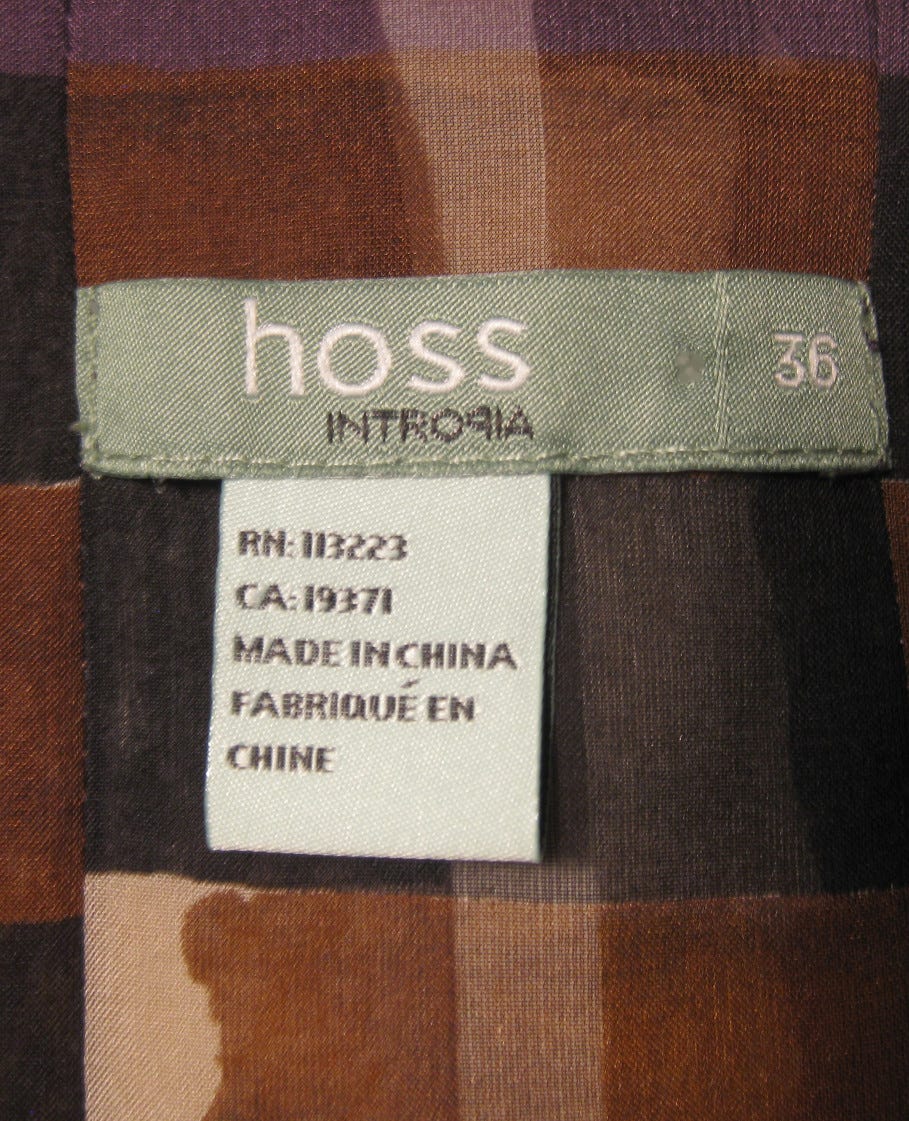 hoss
INTROPIA
36
RN: 113223
CA: 19371
MADE IN CHINA
FABRIQUÉ EN
CHINE